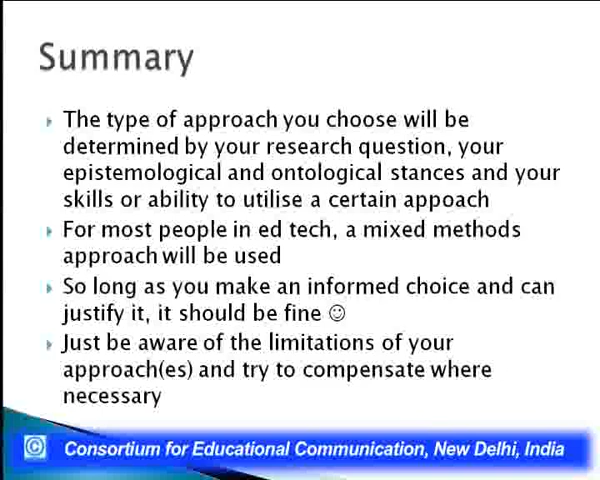 Summary
The type of approach you choose will be
determined by your research question, your
epistemological and ontological stances and your
skills or ability to utilise a certain appoach
For most people in ed tech, a mixed methods
approach will be used
So long as you make an informed choice and can
justify it, it should be fine ☺
Just be aware of the limitations of your
approach(es) and try to compensate where
necessary
© Consortium for Educational Communication, New Delhi, India